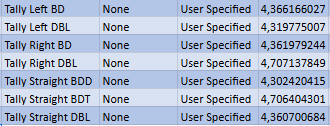 Tally Left BD None User Specified 4,366166027
Tally Left DBL None User Specified 4,319775007
Tally Right BD None User Specified 4,361979244
Tally Right DBL None User Specified 4,707137849
Tally Straight BDD None User Specified 4,302420415
Tally Straight BDT None User Specified 4,706404301
Tally Straight DBL None User Specified 4,360700684